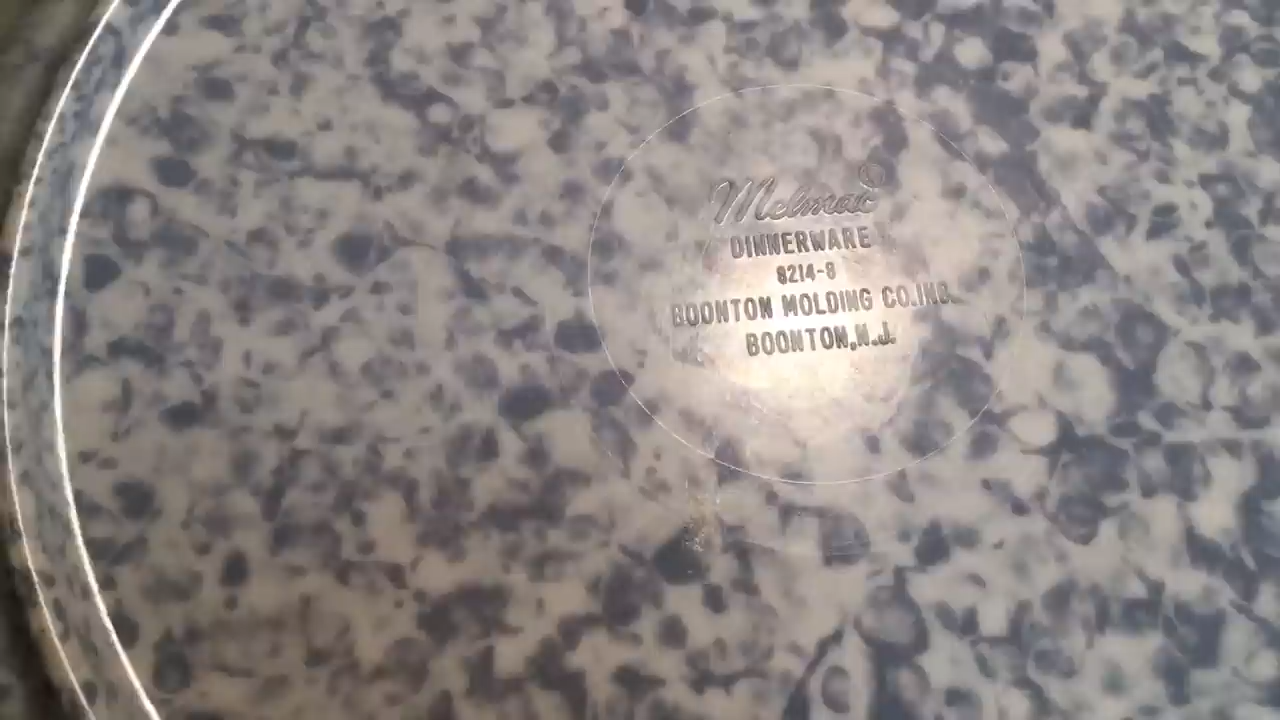 Melmac®
DINNERWARE
8214-8
BOONTON MOLDING CO.INC.
BOONTON,N.J.